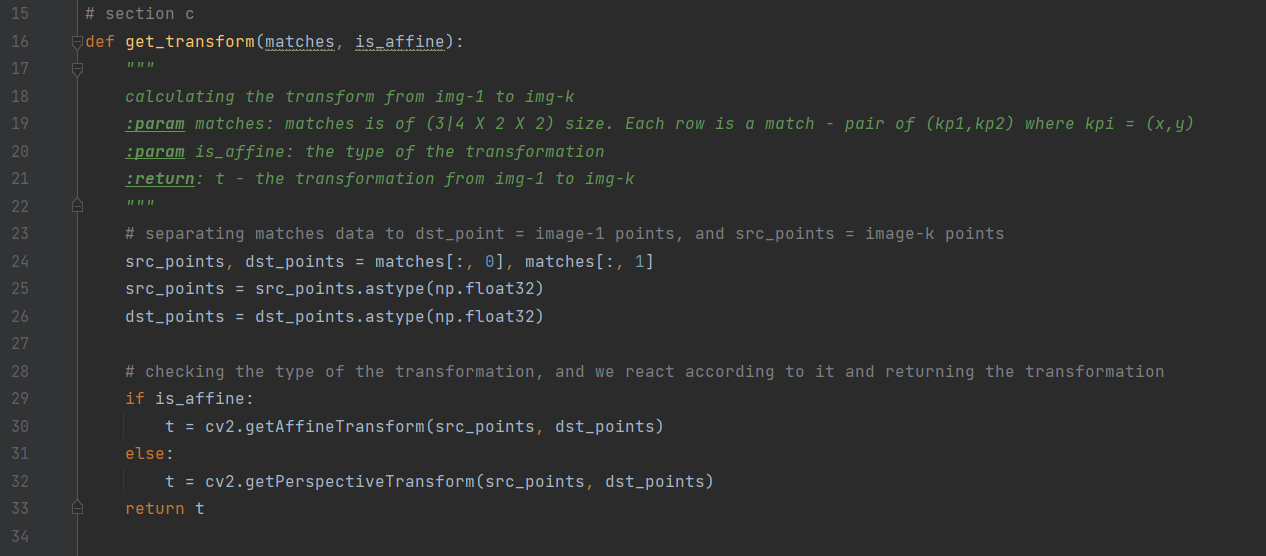 15 # section c
16 def get_transform(matches, is_affine):
17     """
18     calculating the transform from img-1 to img-k
19     :param matches: matches is of (3|4 X 2 X 2) size. Each row is a match - pair of (kp1,kp2) where kpi = (x,y)
20     :param is_affine: the type of the transformation
21     :return: t - the transformation from img-1 to img-k
22     """
23     # separating matches data to dst_point = image-1 points, and src_points = image-k points
24     src_points, dst_points = matches[:, 0], matches[:, 1]
25     src_points = src_points.astype(np.float32)
26     dst_points = dst_points.astype(np.float32)
27
28     # checking the type of the transformation, and we react according to it and returning the transformation
29     if is_affine:
30         t = cv2.getAffineTransform(src_points, dst_points)
31     else:
32         t = cv2.getPerspectiveTransform(src_points, dst_points)
33     return t
34